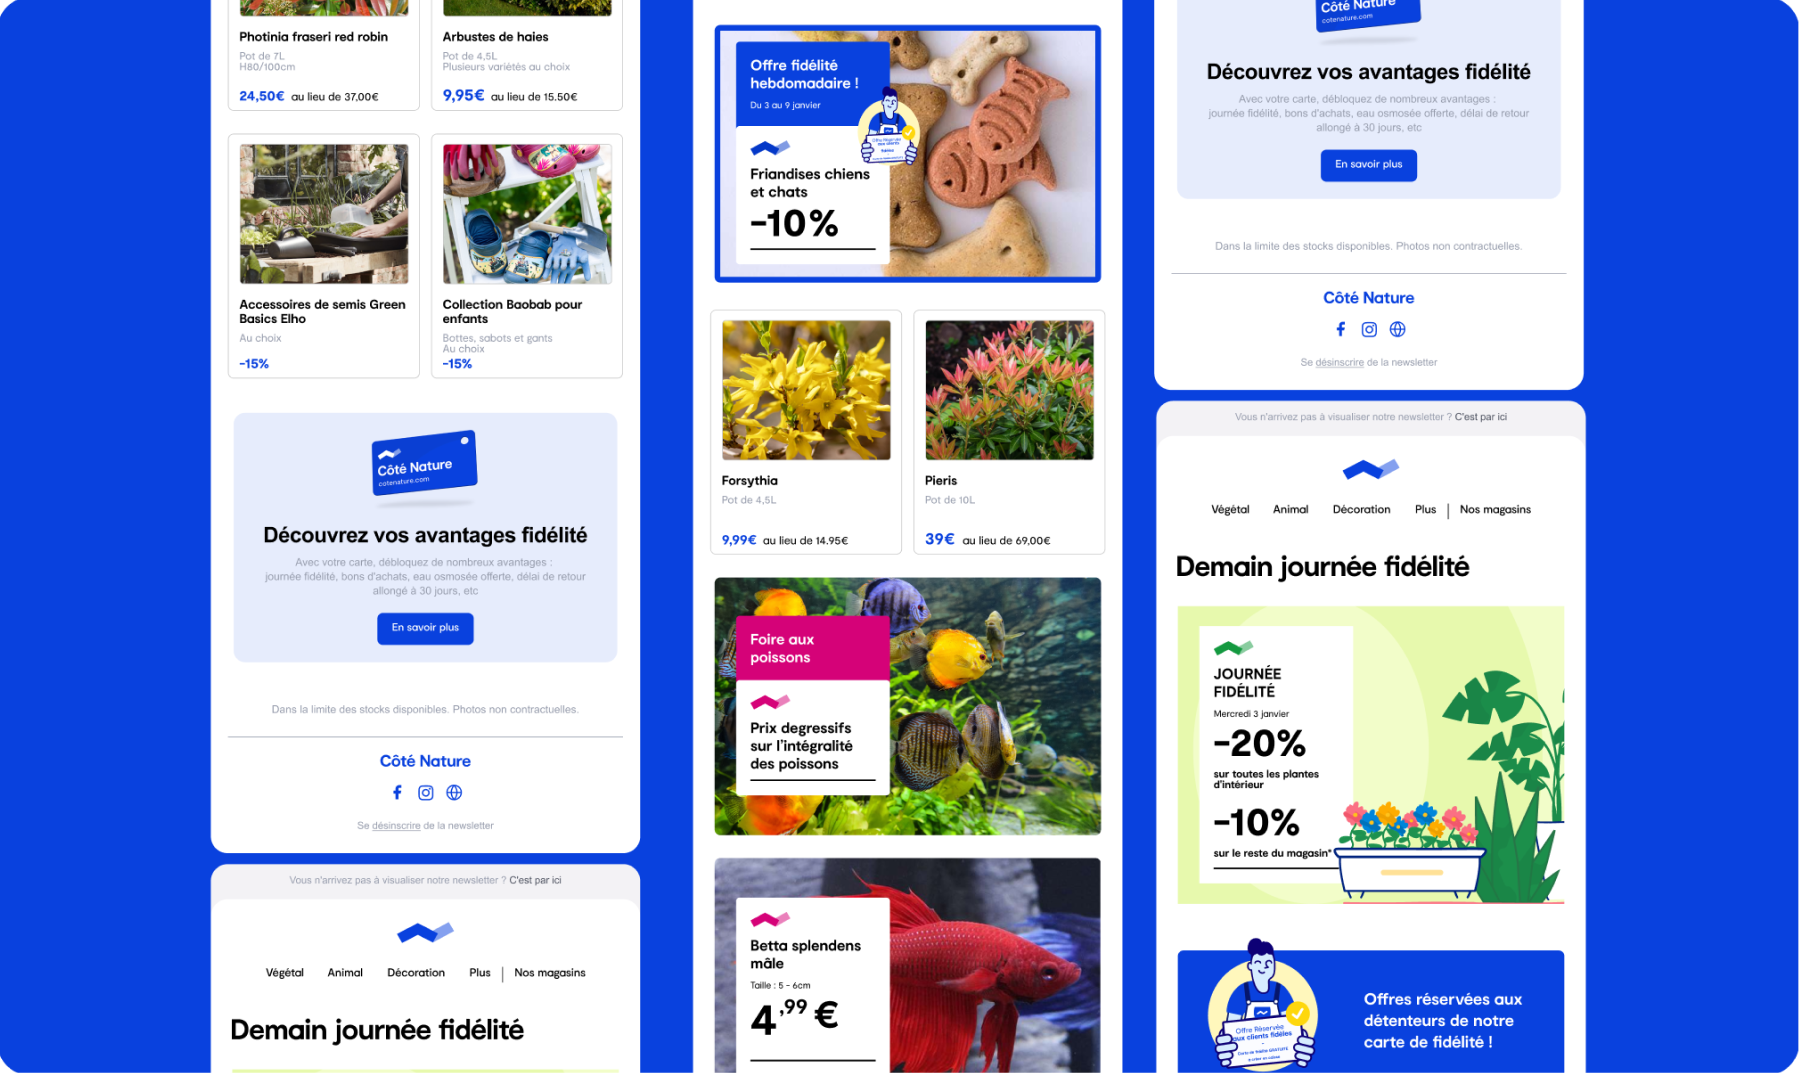 Photinia fraseri red robin
Pot de 7L
H80/100cm
24,50€ au lieu de 37,00€
Arbustes de haies
Pot de 4,5L
Plusieurs variétés au choix
9,95€ au lieu de 15.50€
Accessoires de semis Green
Basics Elho
Au choix
-15%
Collection Baobab pour
enfants
Bottes, sabots et gants
Au choix
-15%
Côté Nature
cotenature.com
Découvrez vos avantages fidélité
Avec votre carte, débloquez de nombreux avantages :
journée fidélité, bons d'achats, eau osmosée offerte, délai de retour
allongé à 30 jours, etc
En savoir plus
Dans la limite des stocks disponibles. Photos non contractuelles.
Côté Nature
Se désinscrire de la newsletter
Vous n'arrivez pas à visualiser notre newsletter ? C'est par ici
Végétal Animal Décoration Plus | Nos magasins
Demain journée fidélité
Offre fidélité
hebdomadaire !
Du 3 au 9 janvier
Offre Réservée
aux clients
fidèles
Friandises chiens
et chats
-10%
Forsythia
Pot de 4,5L
9,99€ au lieu de 14.95€
Pieris
Pot de 10L
39€ au lieu de 69,00€
Foire aux
poissons
Prix degressifs
sur l'intégralité
des poissons
Betta splendens
mâle
Taille : 5 - 6cm
4,99€
Côté Nature
cotenature.com
Découvrez vos avantages fidélité
Avec votre carte, débloquez de nombreux avantages :
journée fidélité, bons d'achats, eau osmosée offerte, délai de retour
allongé à 30 jours, etc
En savoir plus
Dans la limite des stocks disponibles. Photos non contractuelles.
Côté Nature
Se désinscrire de la newsletter
Vous n'arrivez pas à visualiser notre newsletter ? C'est par ici
Végétal Animal Décoration Plus | Nos magasins
Demain journée fidélité
JOURNÉE
FIDÉLITÉ
Mercredi 3 janvier
-20%
sur toutes les plantes
d'intérieur
-10%
sur le reste du magasin*
Offre Réservée
aux clients fidèles
Offres réservées aux
détenteurs de notre
carte de fidélité !